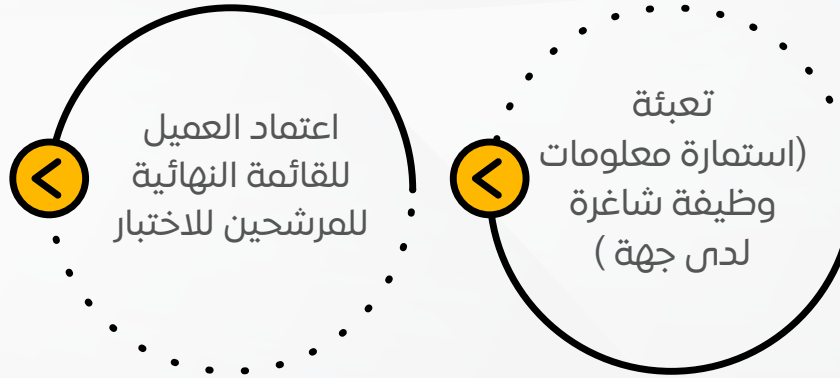 تعبئة
(استمارة معلومات
وظيفة شاغرة
لدى جهة )
اعتماد العميل
للقائمة النهائية
للمرشحين للاختبار